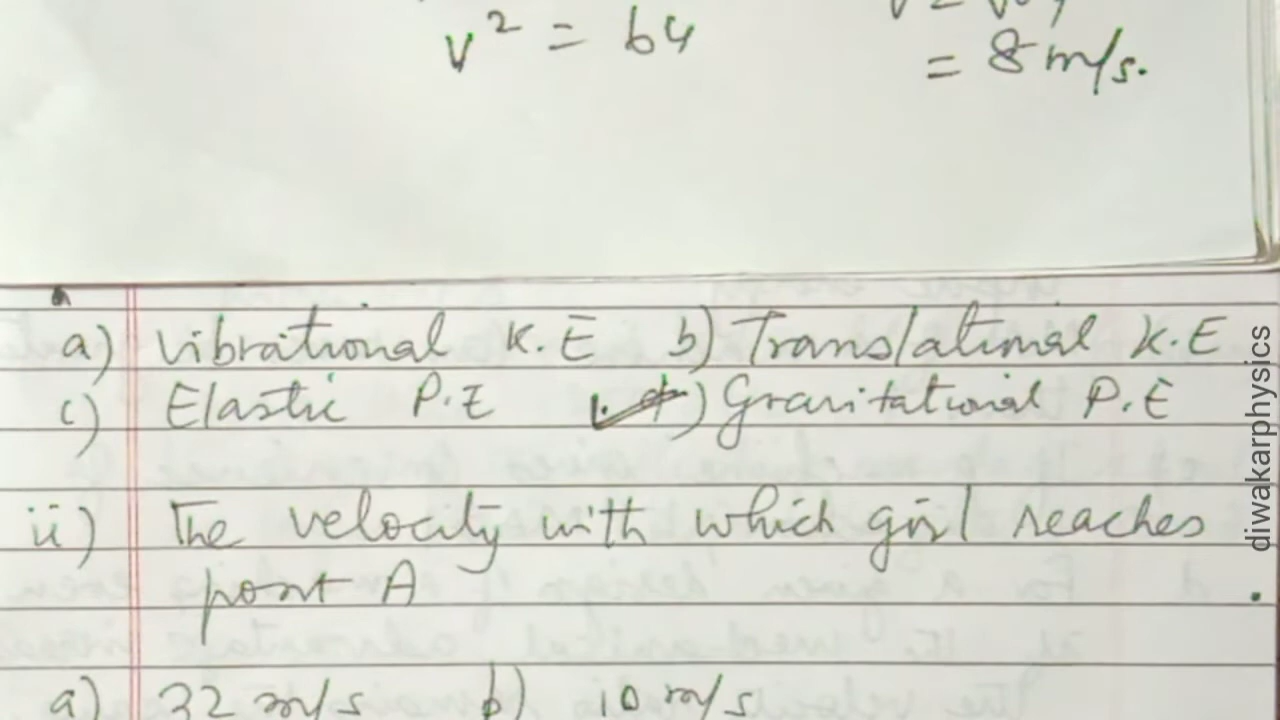 v² = 64
= 8 m/s.
a) vibrational K.E b) Translational K.E
c) Elastic P.E d) Gravitational P.E
ii) The velocity with which girl reaches
point A
a) 32 m/s b) 10 m/s
diwakarphysics